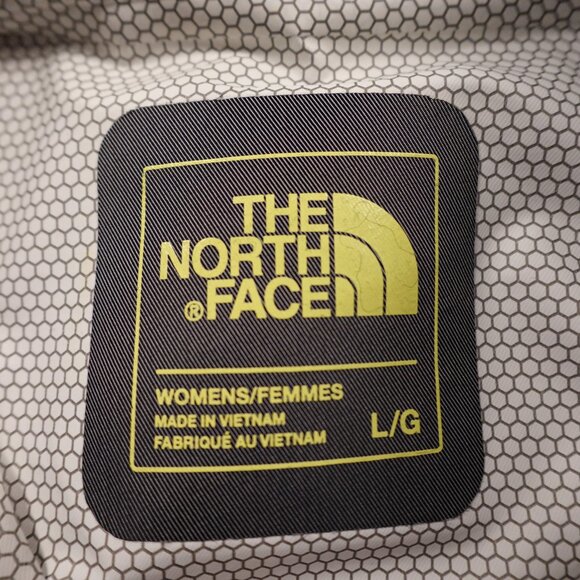 THE
NORTH
® FACE
WOMENS/FEMMES
MADE IN VIETNAM
FABRIQUÉ AU VIETNAM
L/G